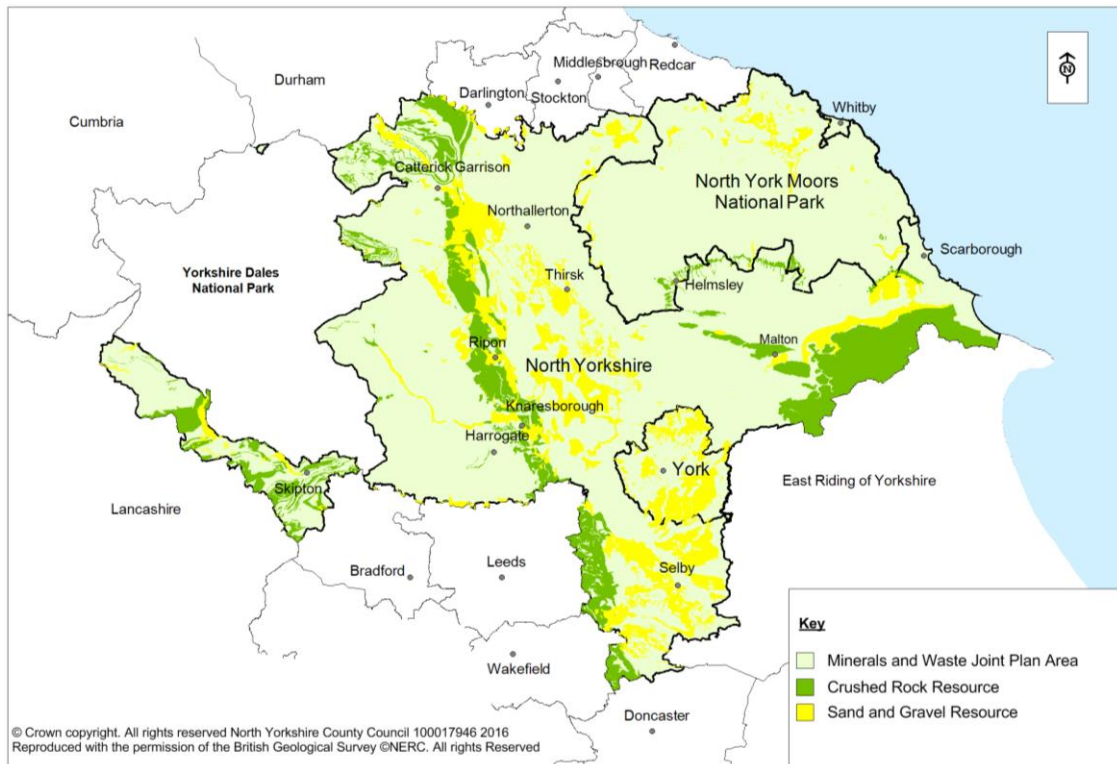 Middlesbrough
Redcar
Durham
Darlington
Stockton
N
Cumbria
Whitby
Catterick Garrison
North York Moors
National Park
Northallerton
Scarborough
Yorkshire Dales
National Park
Thirsk
Helmsley
Malton
Ripon
North Yorkshire
Knaresborough
Harrogate
York
Skipton
East Riding of Yorkshire
Lancashire
Bradford
Leeds
Selby
Key
Minerals and Waste Joint Plan Area
Wakefield
Crushed Rock Resource
Sand and Gravel Resource
Doncaster
© Crown copyright. All rights reserved North Yorkshire County Council 100017946 2016
Reproduced with the permission of the British Geological Survey ©NERC. All rights Reserved